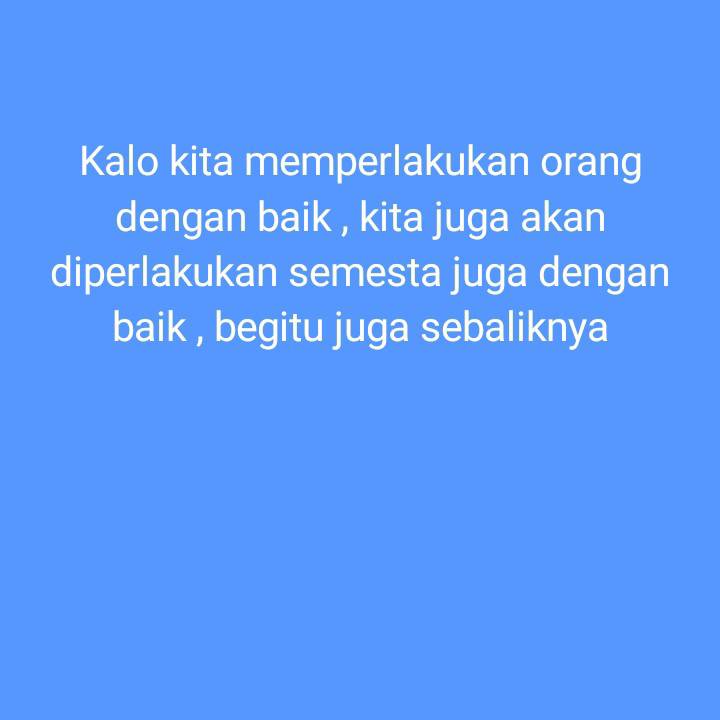 Kalo kita memperlakukan orang
dengan baik , kita juga akan
diperlakukan semesta juga dengan
baik , begitu juga sebaliknya